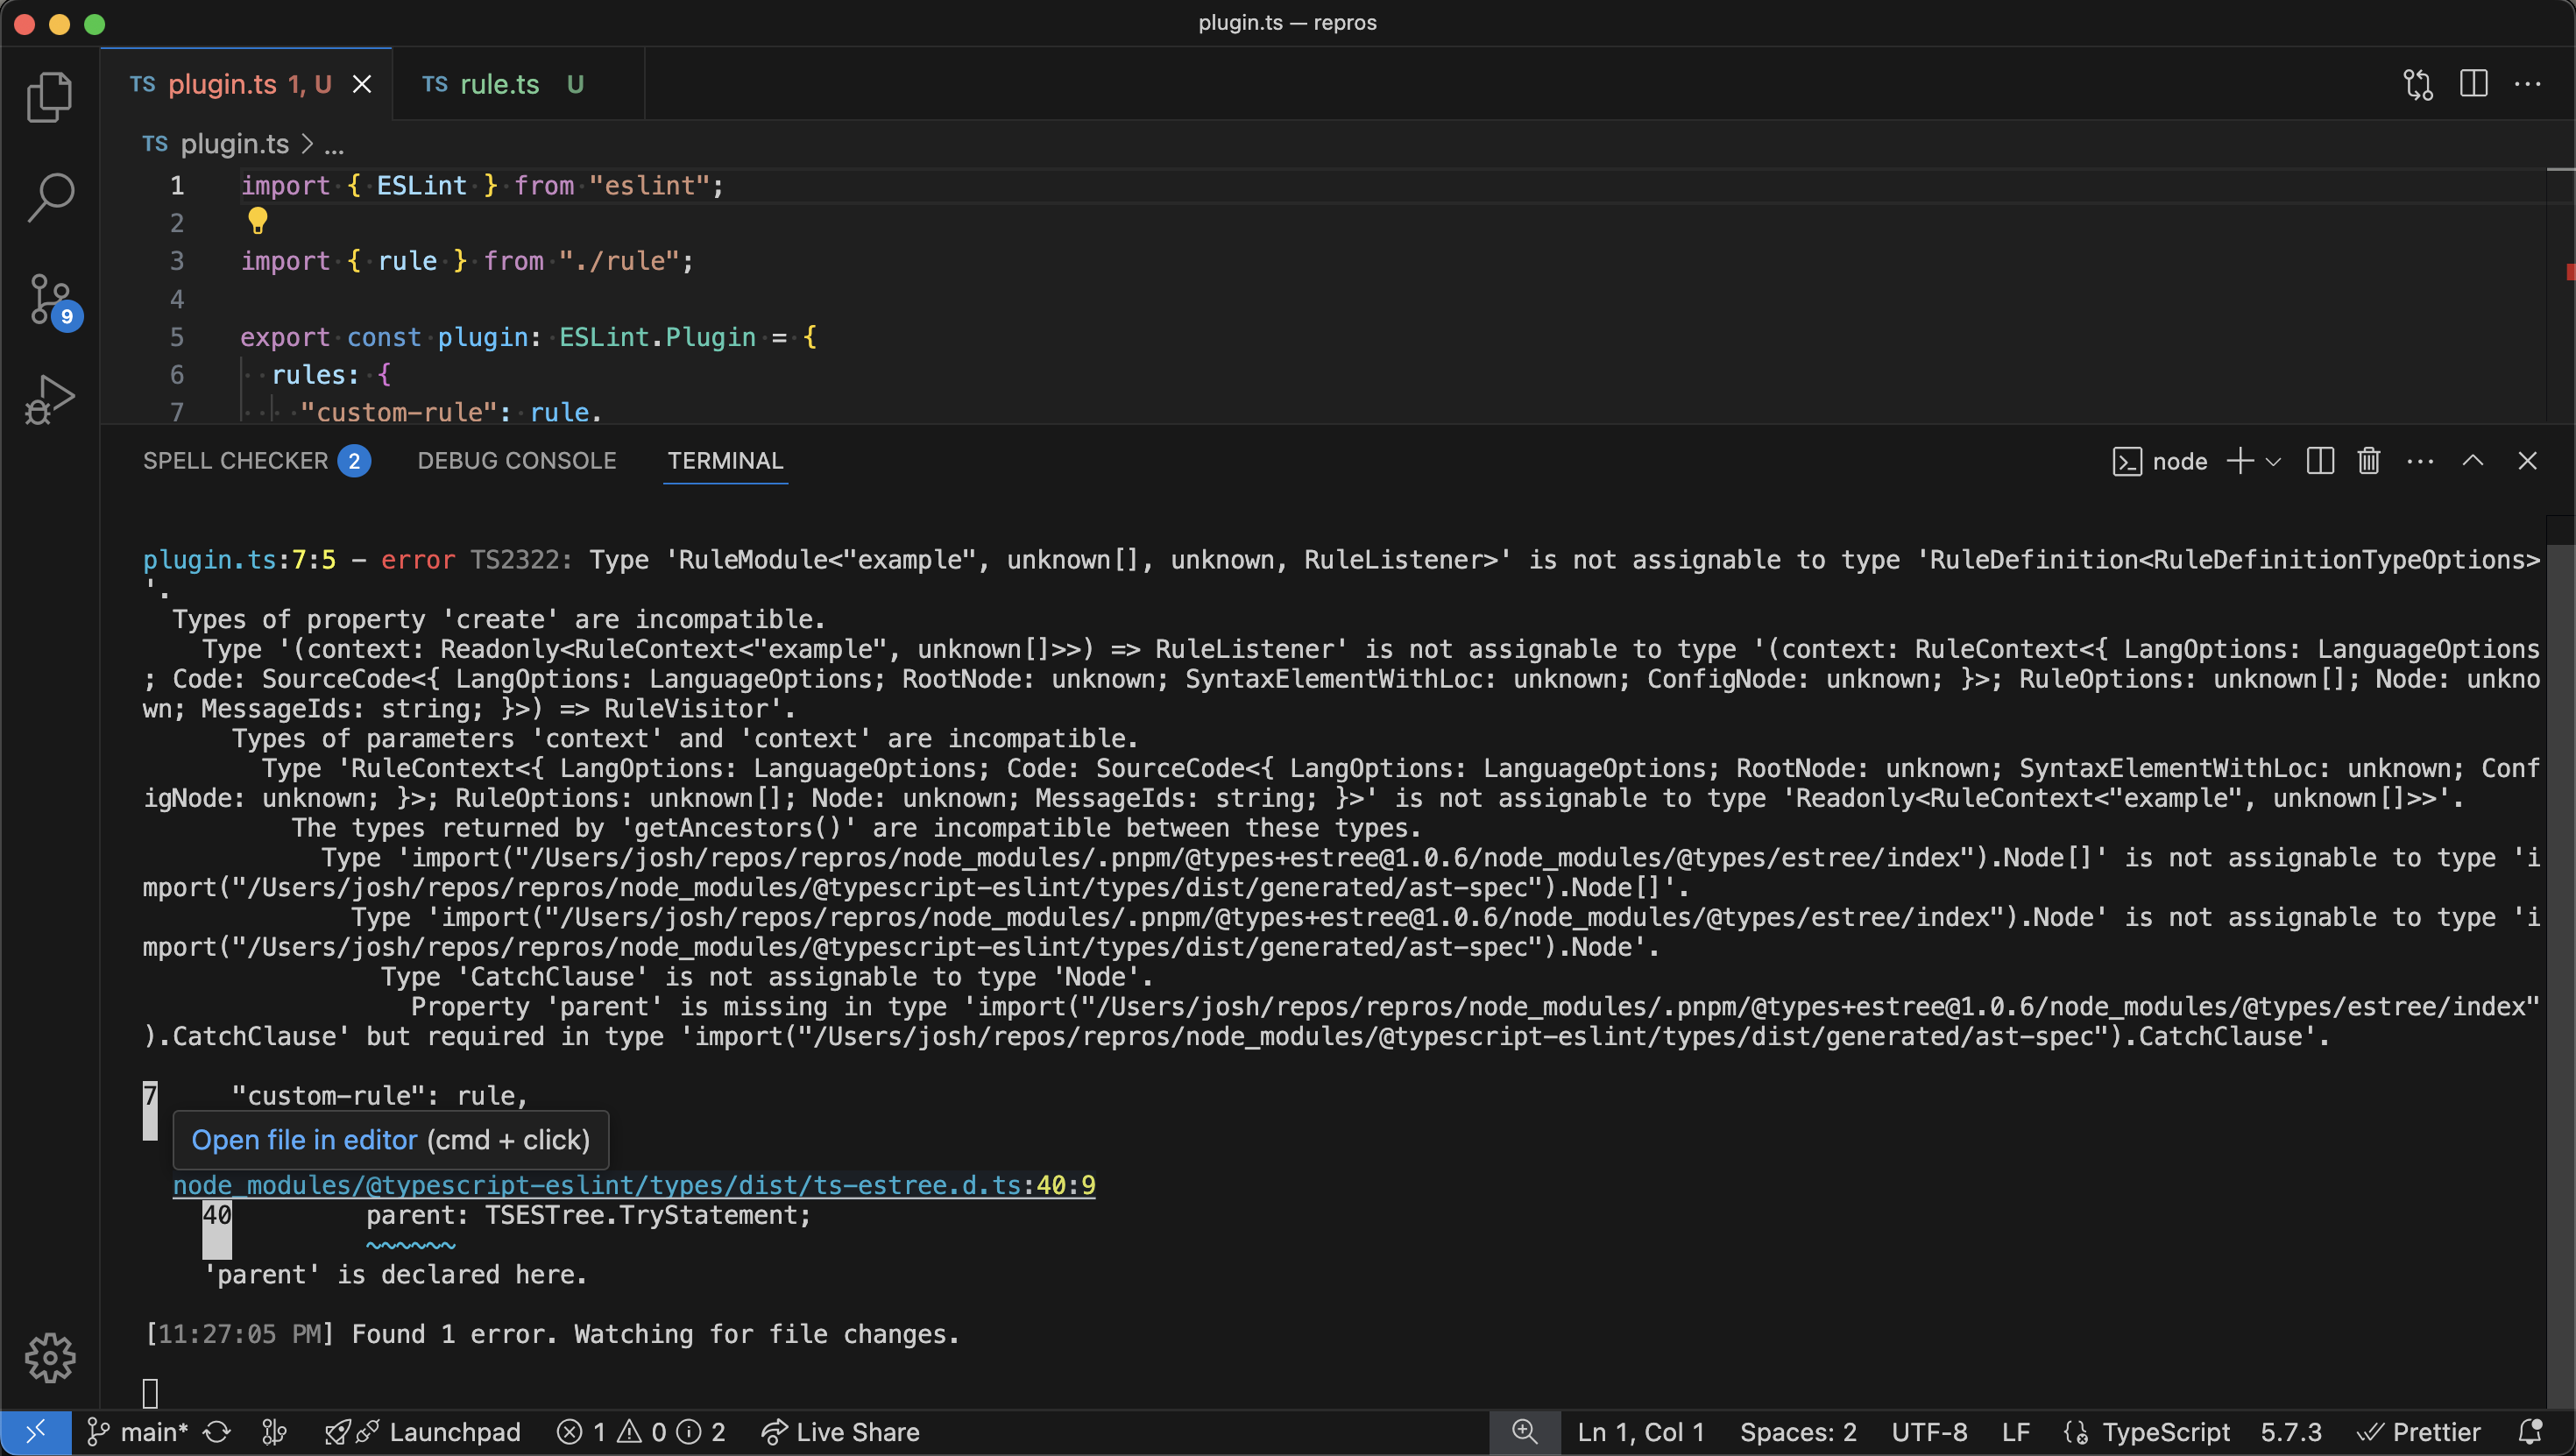 plugin.ts — repros
TS plugin.ts 1, U
TS rule.ts U
TS plugin.ts > ...
1 import { ESLint } from "eslint";
2
3 import { rule } from "./rule";
4
5 export const plugin: ESLint.Plugin = {
6 rules: {
7 "custom-rule": rule,
9
SPELL CHECKER 2 DEBUG CONSOLE TERMINAL
node
plugin.ts:7:5 - error TS2322: Type 'RuleModule<"example", unknown[], unknown, RuleListener>' is not assignable to type 'RuleDefinition<RuleDefinitionTypeOptions>
'.
Types of property 'create' are incompatible.
Type '(context: Readonly<RuleContext<"example", unknown[]>>) => RuleListener' is not assignable to type '(context: RuleContext<{ LangOptions: LanguageOptions
; Code: SourceCode<{ LangOptions: LanguageOptions; RootNode: unknown; SyntaxElementWithLoc: unknown; ConfigNode: unknown; }>; RuleOptions: unknown[]; Node: unkno
wn; MessageIds: string; }>) => RuleVisitor'.
Types of parameters 'context' and 'context' are incompatible.
Type 'RuleContext<{ LangOptions: LanguageOptions; Code: SourceCode<{ LangOptions: LanguageOptions; RootNode: unknown; SyntaxElementWithLoc: unknown; Conf
igNode: unknown; }>; RuleOptions: unknown[]; Node: unknown; MessageIds: string; }>' is not assignable to type 'Readonly<RuleContext<"example", unknown[]>>'.
The types returned by 'getAncestors()' are incompatible between these types.
Type 'import("/Users/josh/repos/repros/node_modules/.pnpm/@types+estree@1.0.6/node_modules/@types/estree/index").Node[]' is not assignable to type 'i
mport("/Users/josh/repos/repros/node_modules/@typescript-eslint/types/dist/generated/ast-spec").Node[]'.
Type 'import("/Users/josh/repos/repros/node_modules/.pnpm/@types+estree@1.0.6/node_modules/@types/estree/index").Node' is not assignable to type 'i
mport("/Users/josh/repos/repros/node_modules/@typescript-eslint/types/dist/generated/ast-spec").Node'.
Type 'CatchClause' is not assignable to type 'Node'.
Property 'parent' is missing in type 'import("/Users/josh/repos/repros/node_modules/.pnpm/@types+estree@1.0.6/node_modules/@types/estree/index"
).CatchClause' but required in type 'import("/Users/josh/repos/repros/node_modules/@typescript-eslint/types/dist/generated/ast-spec").CatchClause'.
7 "custom-rule": rule,
Open file in editor (cmd + click)
node_modules/@typescript-eslint/types/dist/ts-estree.d.ts:40:9
40 parent: TSESTree.TryStatement;
~~~~~~
'parent' is declared here.
[11:27:05 PM] Found 1 error. Watching for file changes.
main* Launchpad 1 0 2 Live Share Ln 1, Col 1 Spaces: 2 UTF-8 LF TypeScript 5.7.3 Prettier